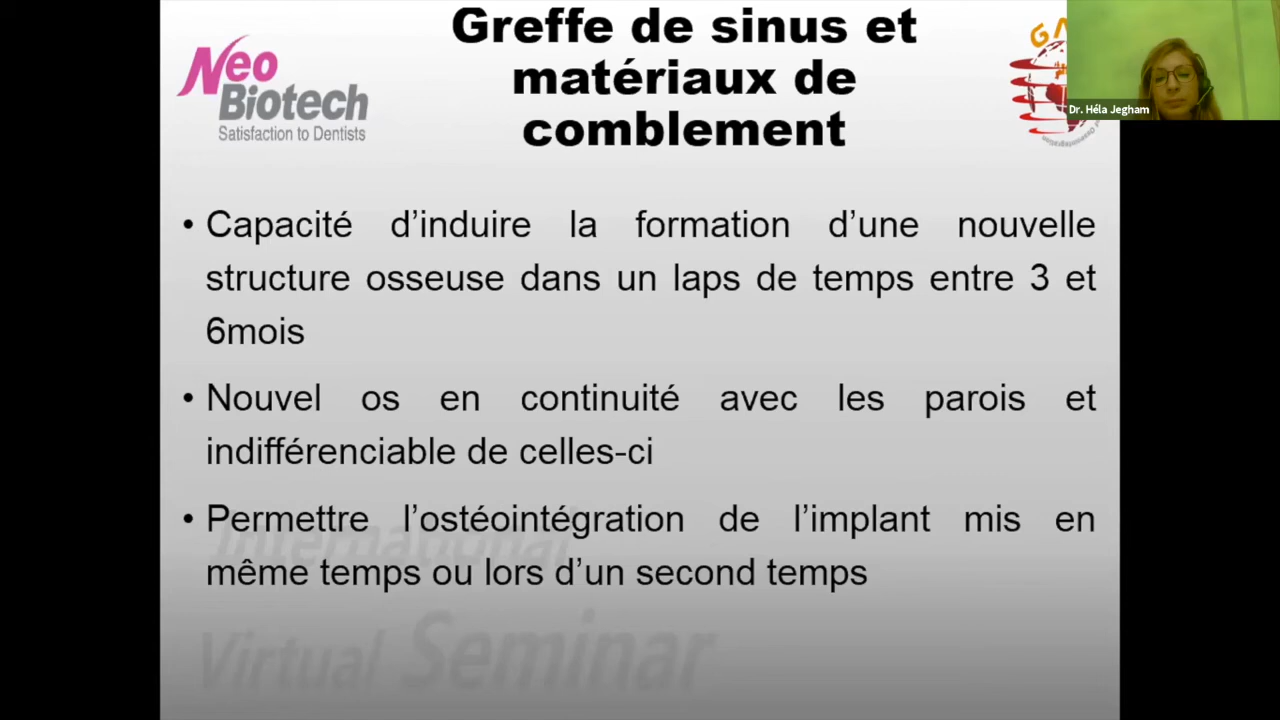 Greffe de sinus et
matériaux de
comblement
Neo
Biotech
Satisfaction to Dentists
Dr. Héla Jegham
• Capacité d’induire la formation d’une nouvelle
structure osseuse dans un laps de temps entre 3 et
6mois
• Nouvel os en continuité avec les parois et
indifférenciable de celles-ci
• Permettre l’ostéointégration de l’implant mis en
même temps ou lors d’un second temps
International
Virtual Seminar